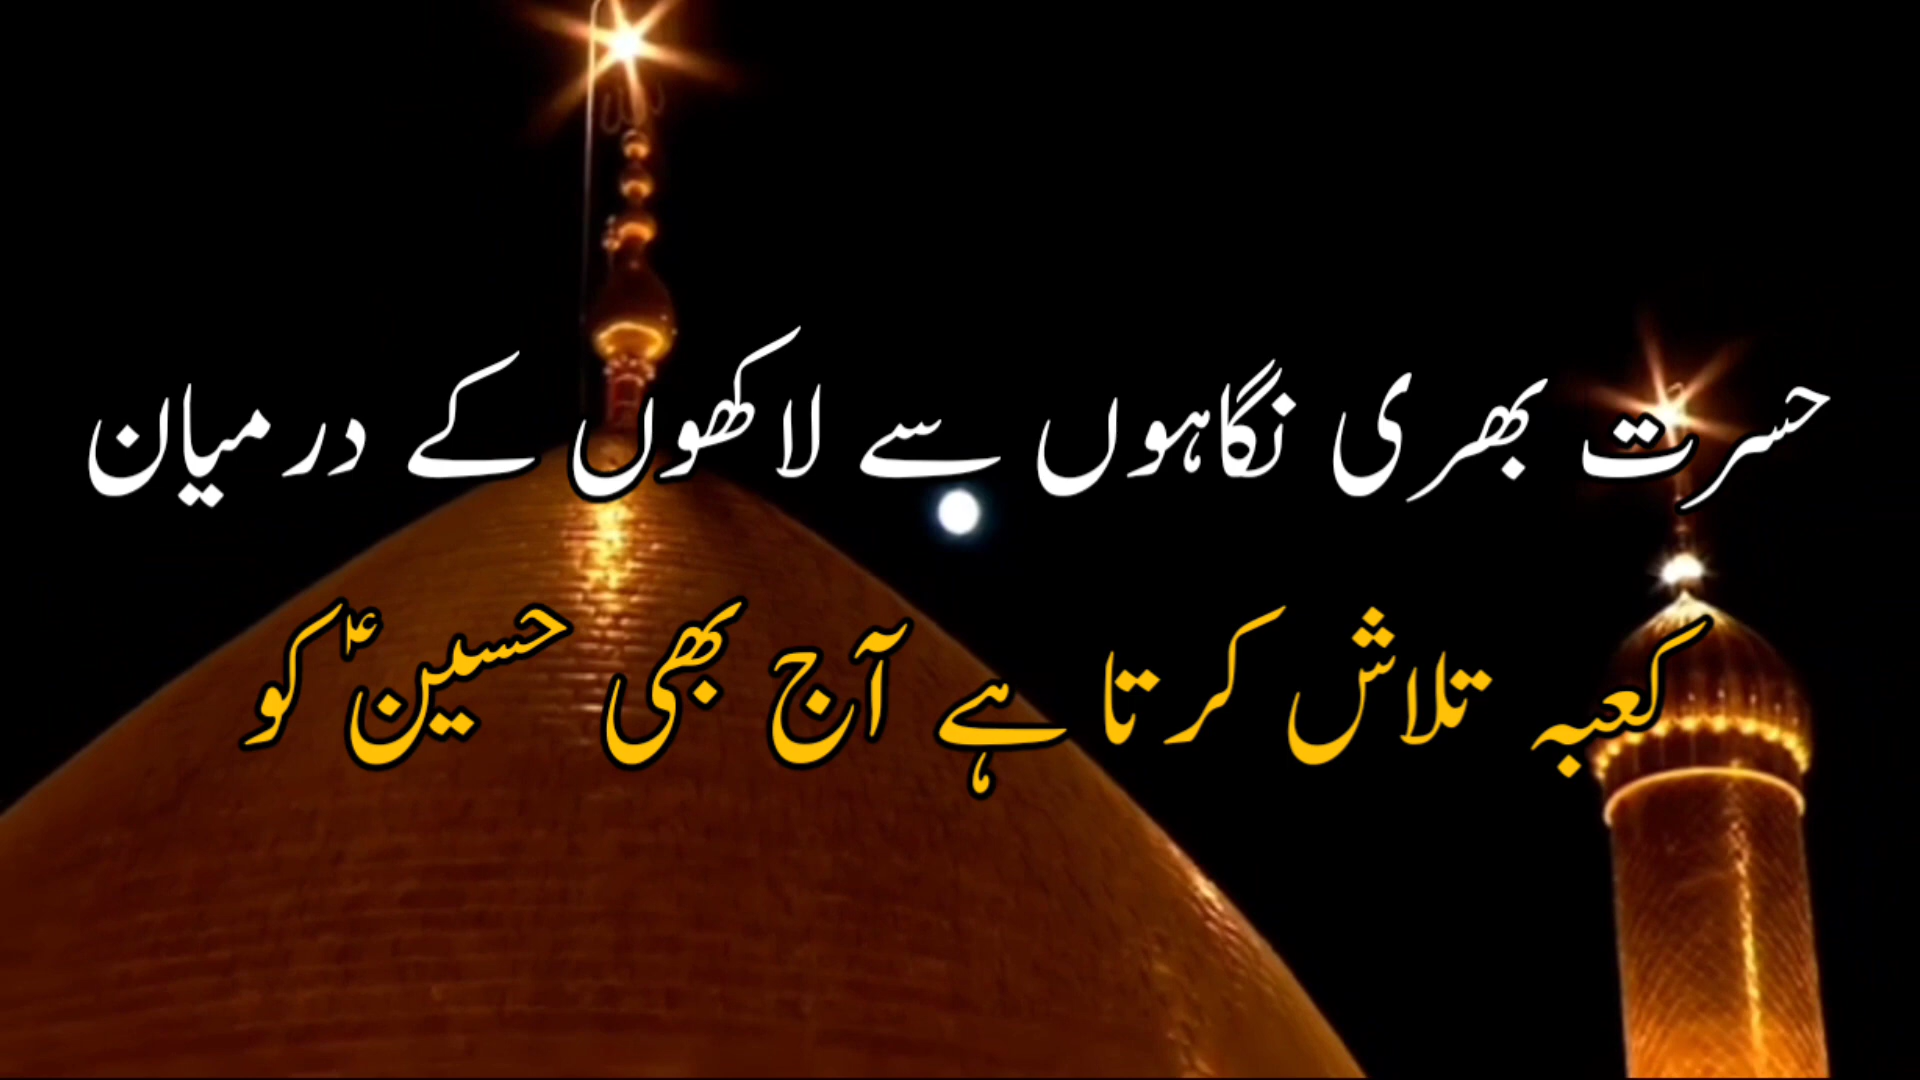 حسرت بھری نگاہوں سے لاکھوں کے درمیان
کعبہ تلاش کرتا ہے آج بھی حسینؑ کو